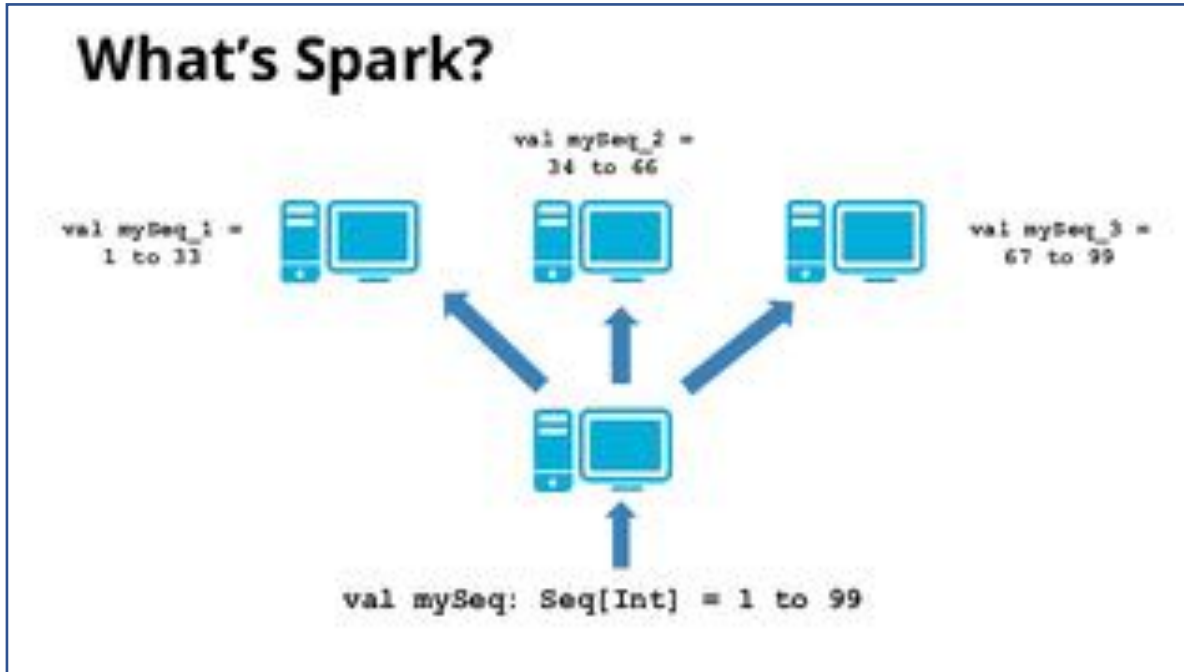 What's Spark?
val mySeq_2 =
34 to 66
val mySeq_1 =
1 to 33
val mySeq_3 =
67 to 99
val mySeq: Seq[Int] = 1 to 99